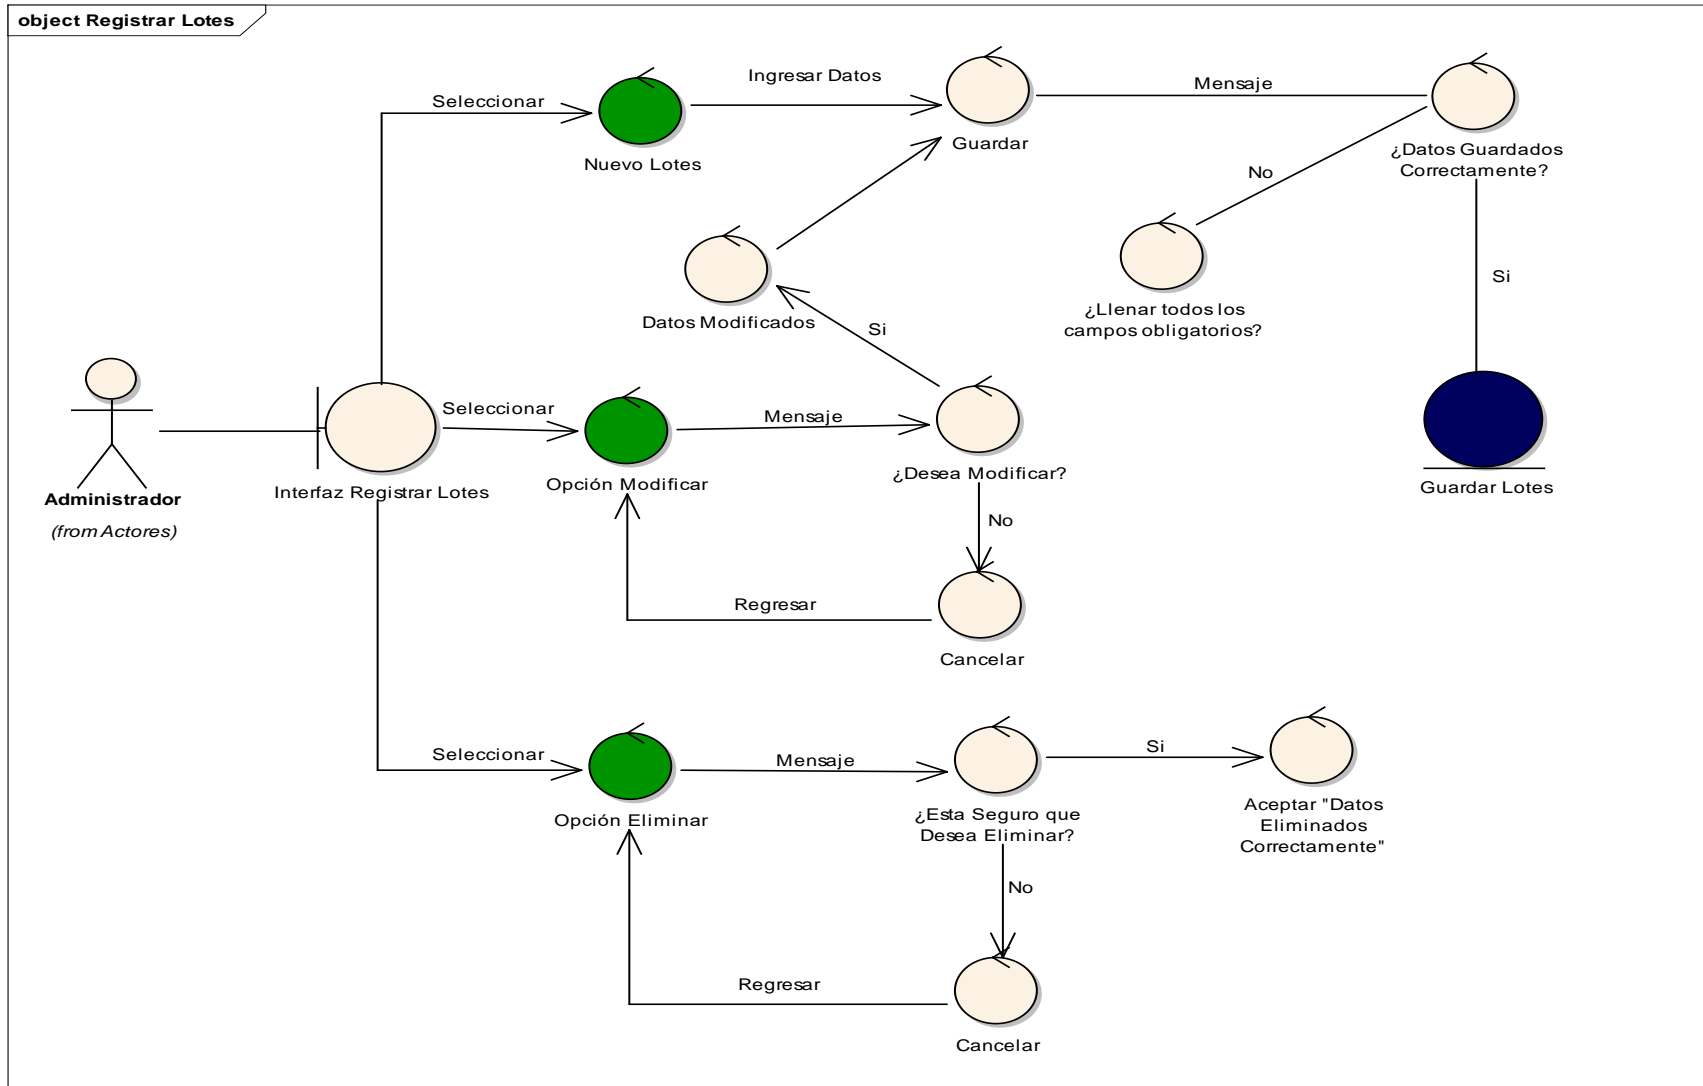 object Registrar Lotes
Seleccionar
Nuevo Lotes
Ingresar Datos
Guardar
Mensaje
¿Datos Guardados
Correctamente?
No
¿Llenar todos los
campos obligatorios?
Si
Guardar Lotes
Datos Modificados
Si
Administrador
(from Actores)
Interfaz Registrar Lotes
Seleccionar
Opción Modificar
Mensaje
¿Desea Modificar?
No
Regresar
Cancelar
Seleccionar
Opción Eliminar
Mensaje
¿Esta Seguro que
Desea Eliminar?
Si
Aceptar "Datos
Eliminados
Correctamente"
No
Regresar
Cancelar